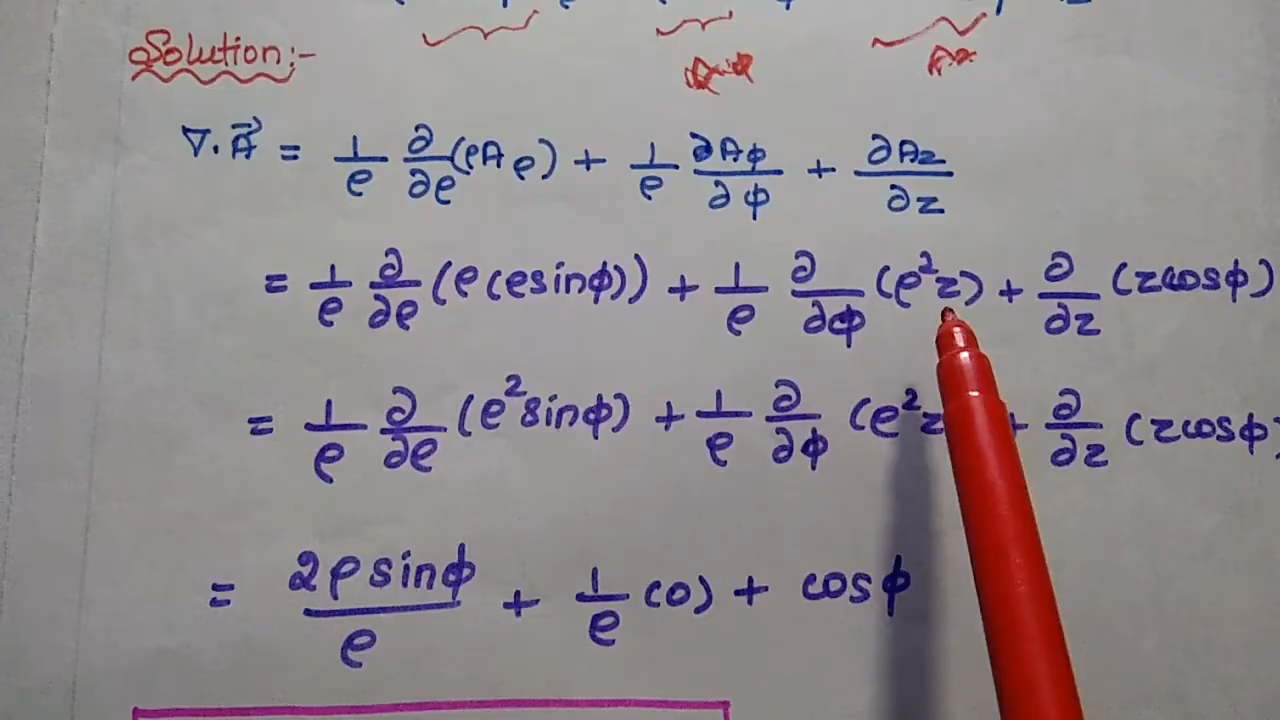 Solution:-
∇.A⃗ = 1/ρ ∂/∂ρ (ρAρ) + 1/ρ ∂Aφ/∂φ + ∂Az/∂z
= 1/ρ ∂/∂ρ (ρ(ρsinφ)) + 1/ρ ∂/∂φ (ρ²z) + ∂/∂z (zcosφ)
= 1/ρ ∂/∂ρ (ρ²sinφ) + 1/ρ ∂/∂φ (ρ²z + ∂/∂z (zcosφ)
= 2ρsinφ/ρ + 1/ρ (0) + cosφ